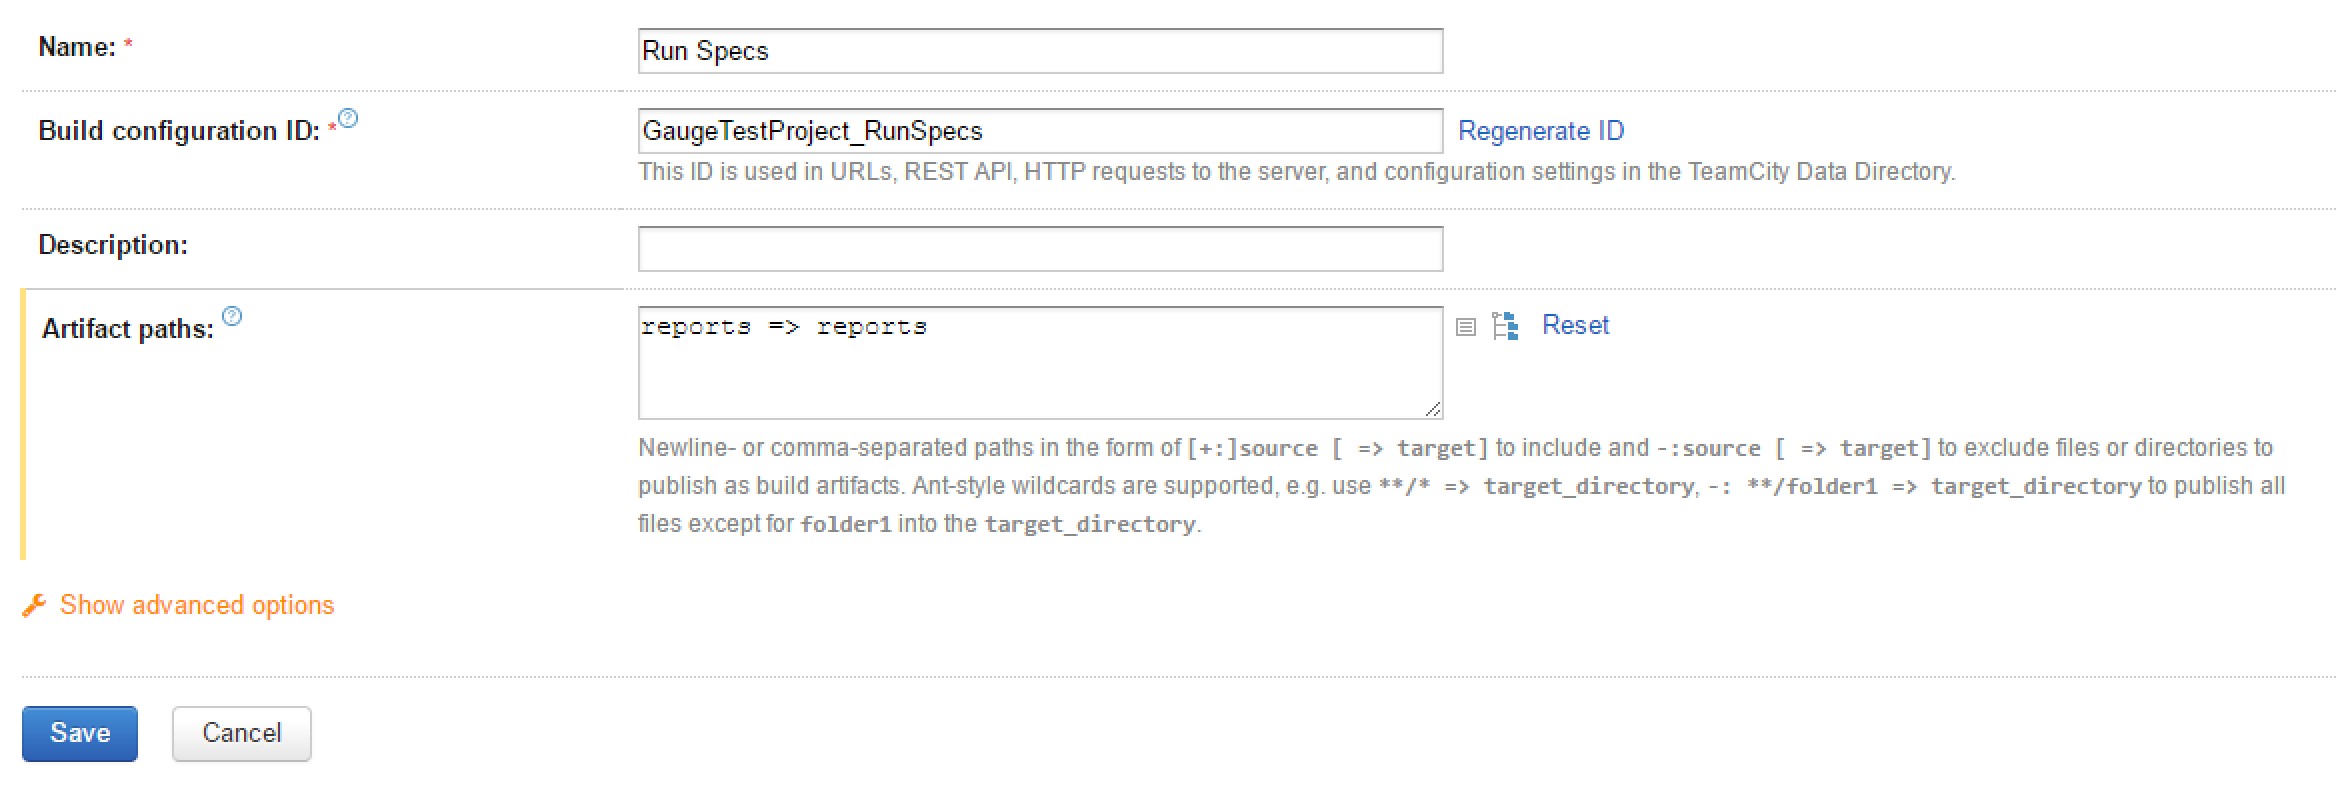 Name: *
Run Specs
Build configuration ID: *
GaugeTestProject_RunSpecs
Regenerate ID
This ID is used in URLs, REST API, HTTP requests to the server, and configuration settings in the TeamCity Data Directory.
Description:
Artifact paths:
reports => reports
Reset
Newline- or comma-separated paths in the form of [+:]source [ => target] to include and -:source [ => target] to exclude files or directories to
publish as build artifacts. Ant-style wildcards are supported, e.g. use **/* => target_directory, -: **/folder1 => target_directory to publish all
files except for folder1 into the target_directory.
Show advanced options
Save
Cancel